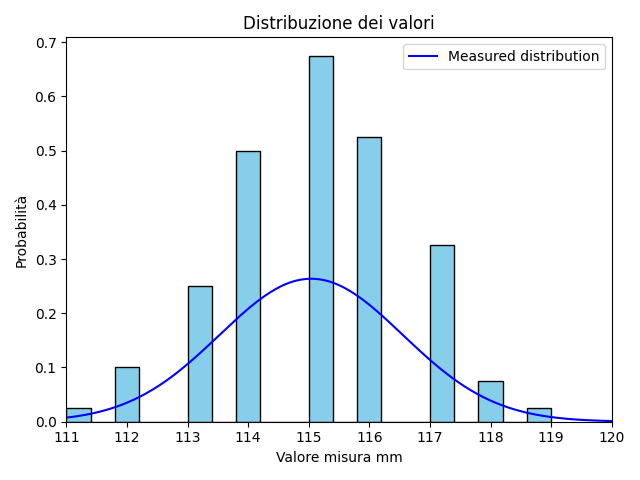 Distribuzione dei valori
Measured distribution
0.7
0.6
0.5
0.4
0.3
0.2
0.1
0.0
Probabilità
111 112 113 114 115 116 117 118 119 120
Valore misura mm